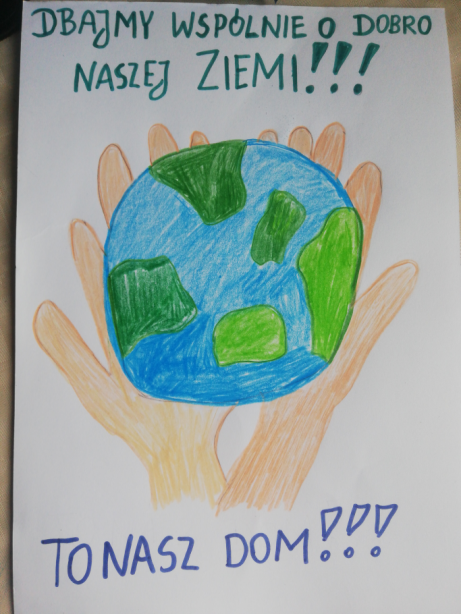 DBAJMY WSPÓLNIE O DOBRO
NASZEJ ZIEMI!!!
TO NASZ DOM!!!